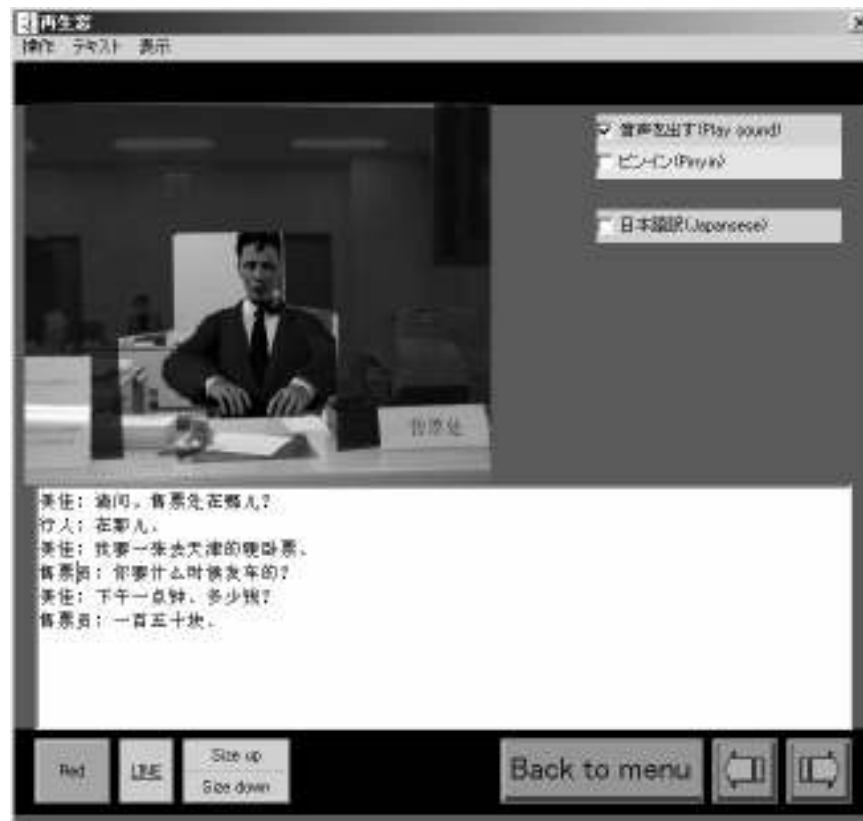 再生窓
操作 テキスト 表示
音声を出す(Play sound)
ピンイン(Pinyin)
日本語訳(Japansese)
售票处
美佳：请问，售票处在哪儿？
行人：在那儿。
美佳：我要一张去天津的硬卧票。
售票员：你要什么时候发车的？
美佳：下午一点钟。多少钱？
售票员：一百五十块。
Red
LINE
Size up
Size down
Back to menu